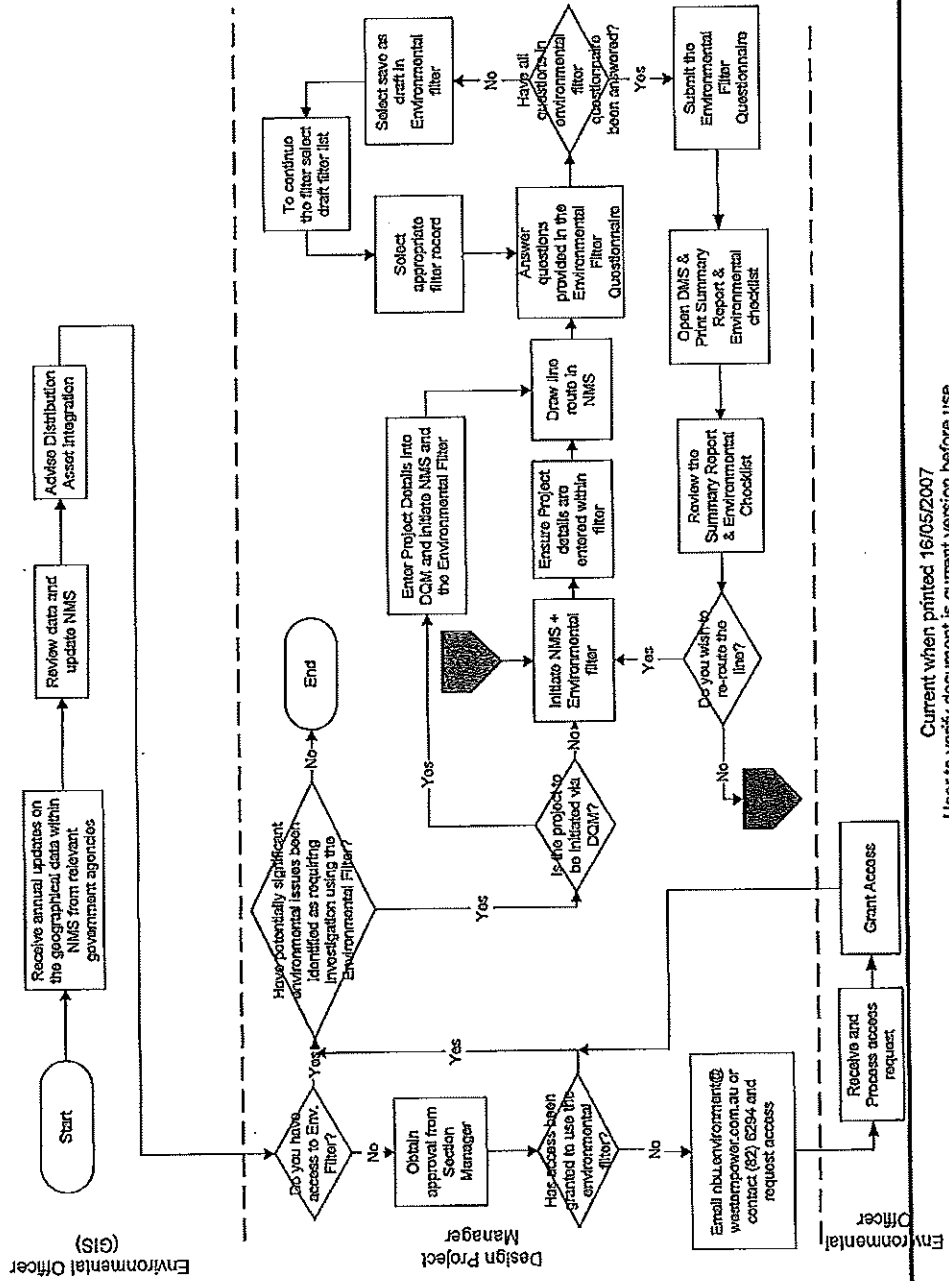 Environmental Officer
(GIS)
Start
Receive annual updates on
the geographical data within
NMS from relevant
government agencies
Review data and
update NMS
Advise Distribution
Asset Integration
Design Project
Manager
Do you have
access to Env.
Filter?
Yes
No
Obtain
approval from
Section
Manager
Has access been
granted to use the
environmental
filter?
Yes
No
Email nbu.environment@
westernpower.com.au or
contact (82) 6294 and
request access
Have potentially significant
environmental issues been
identified as requiring
investigation using the
Environmental Filter?
No
End
Yes
Is the project to
be initiated via
DQM?
Yes
No
Enter Project Details into
DQM and initiate NMS and
the Environmental Filter
Initiate NMS +
Environmental
filter
Ensure Project
details are
entered within
filter
Draw line
route in
NMS
Answer
questions
provided in the
Environmental
Filter
Questionnaire
Select
appropriate
filter record
To continue
the filter select
draft filter list
Select save as
draft in
Environmental
filter
No
Have all
questions in
environmental
filter
questionnaire
been answered?
Yes
Submit the
Environmental
Filter
Questionnaire
Open DMS &
Print Summary
Report &
Environmental
checklist
Review the
Summary Report
& Environmental
Checklist
Do you wish to
re-route the
line?
Yes
No
Environmental
Officer
Receive and
Process access
request
Grant Access
Current when printed 16/05/2007
User to verify document is current version before use